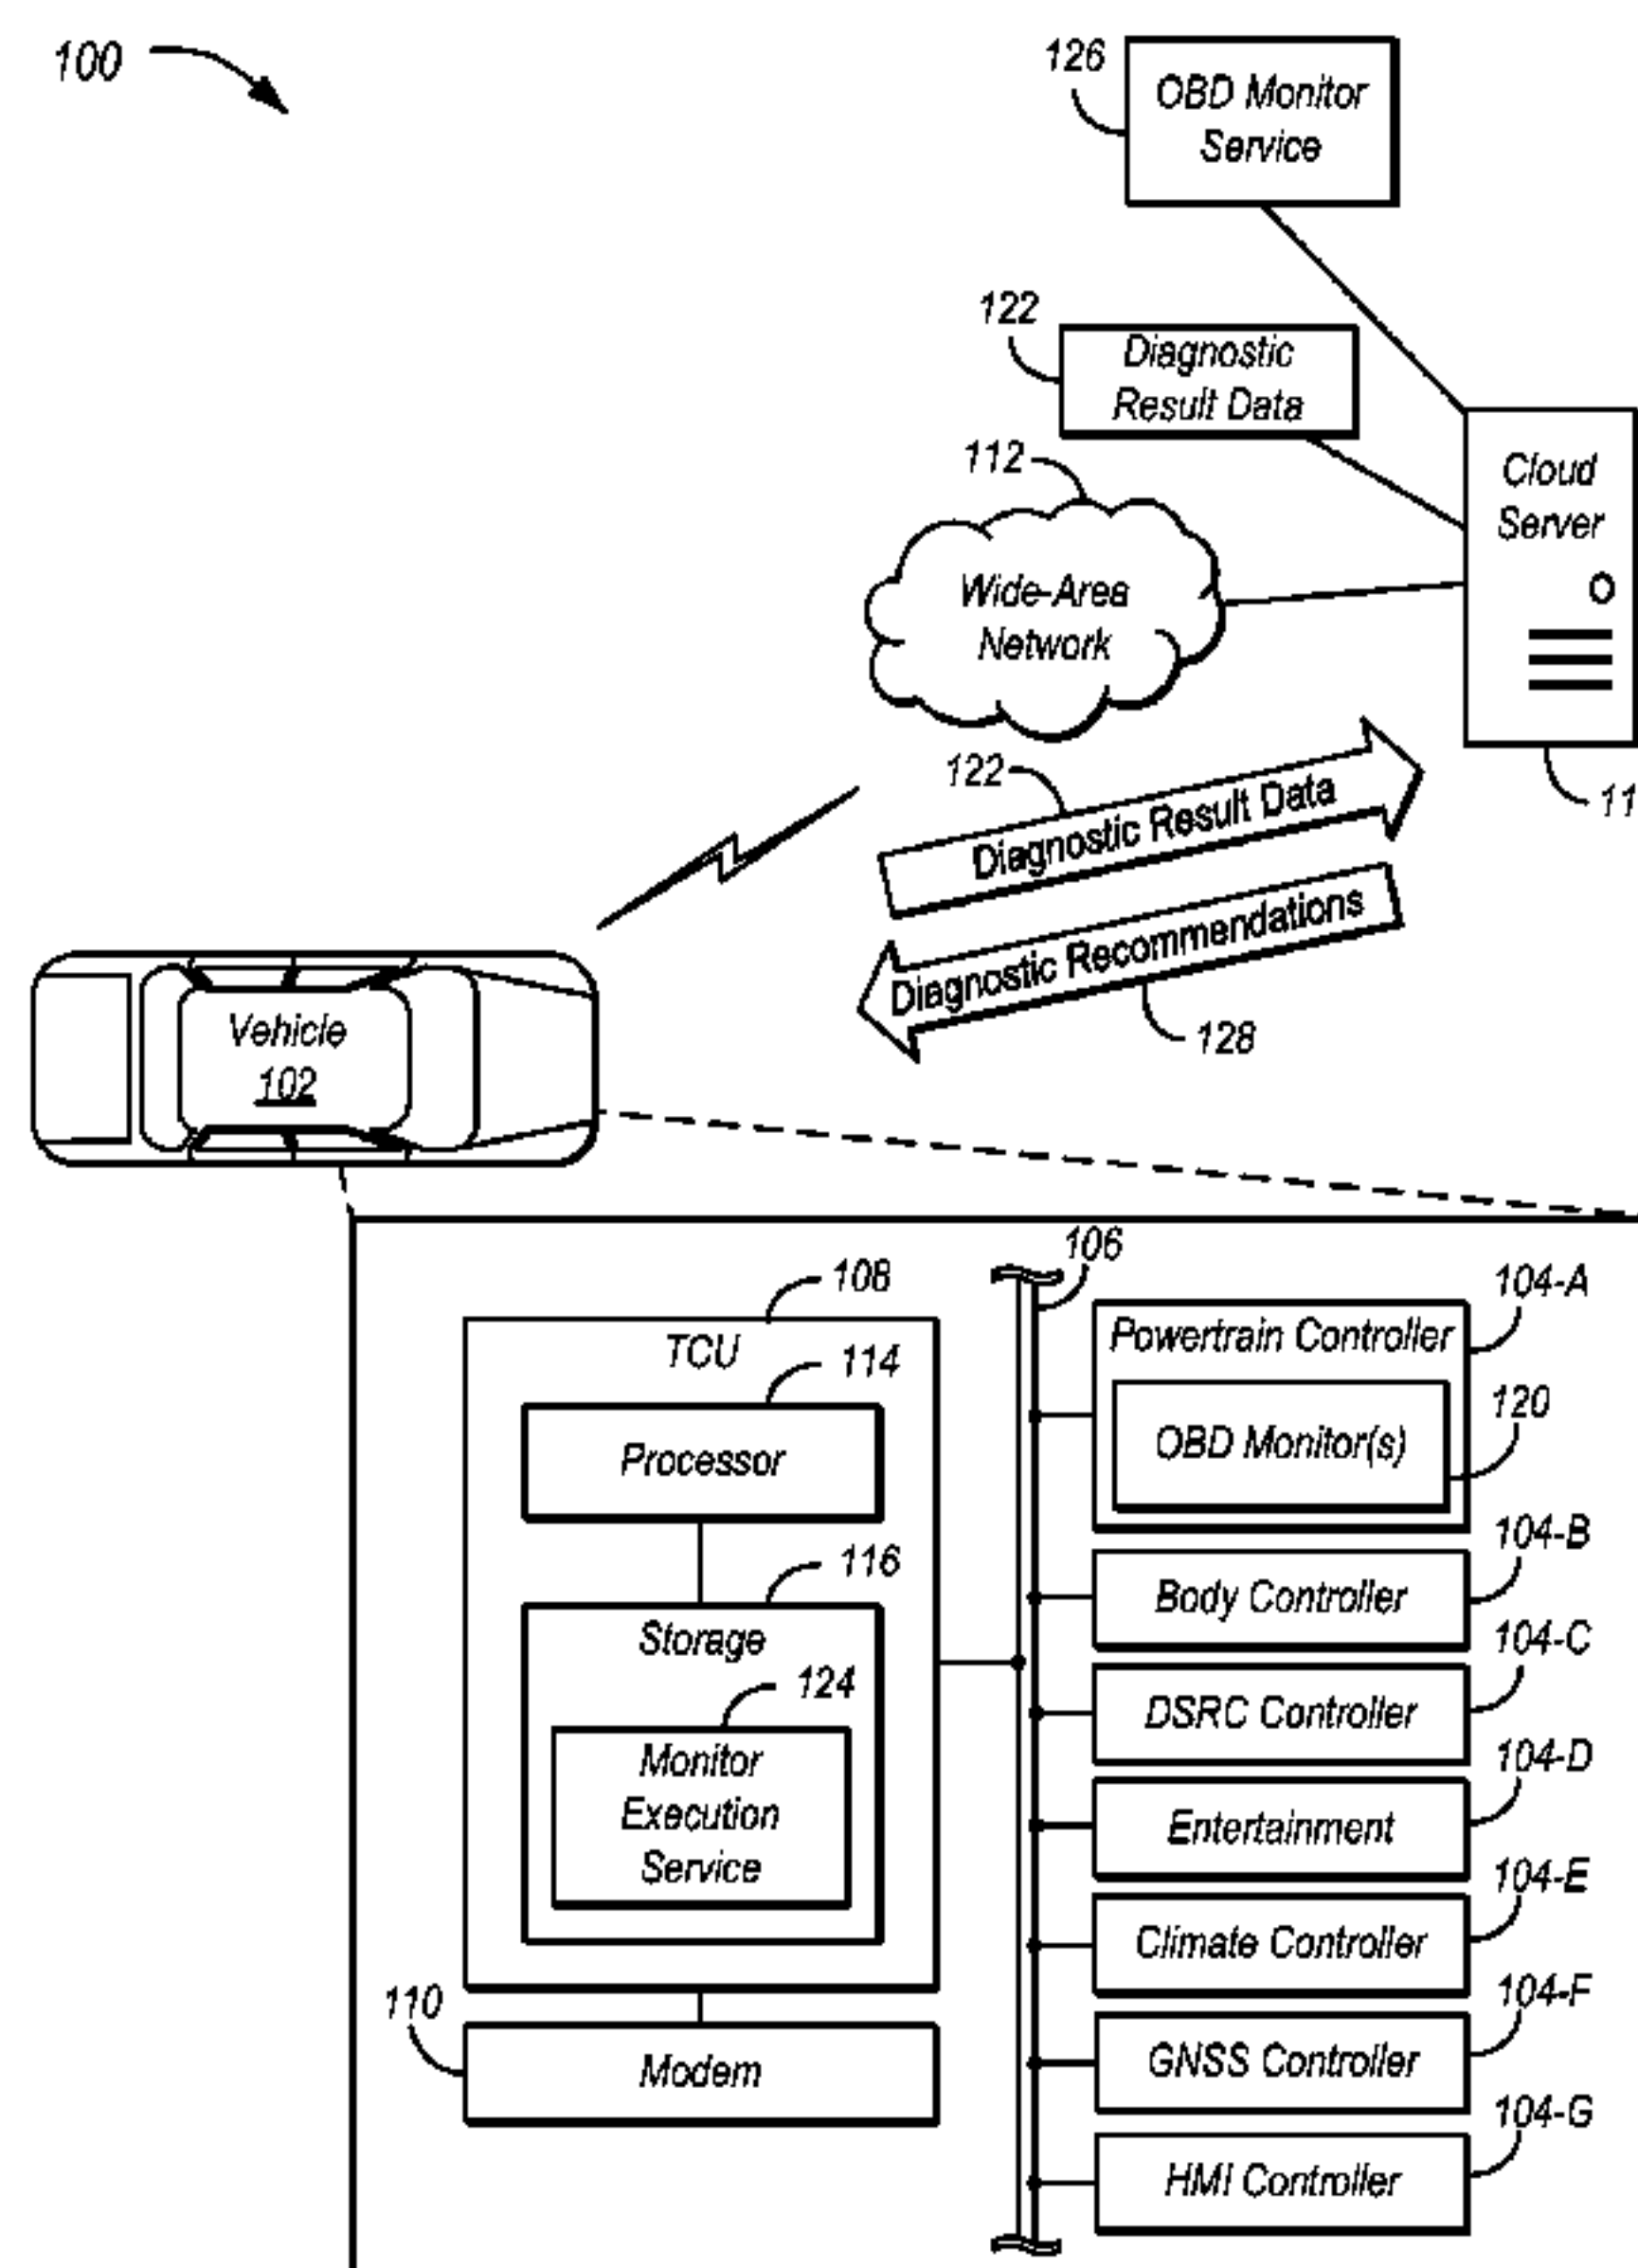 100
126
OBD Monitor
Service
122
Diagnostic
Result Data
112
Cloud
Server
Wide-Area
Network
122
Diagnostic Result Data
11
Diagnostic Recommendations
128
Vehicle
102
106
108
104-A
TCU
Powertrain Controller
114
120
Processor
OBD Monitor(s)
104-B
116
Body Controller
Storage
104-C
124
DSRC Controller
Monitor
Execution
Service
104-D
Entertainment
104-E
Climate Controller
110
104-F
Modem
GNSS Controller
104-G
HMI Controller